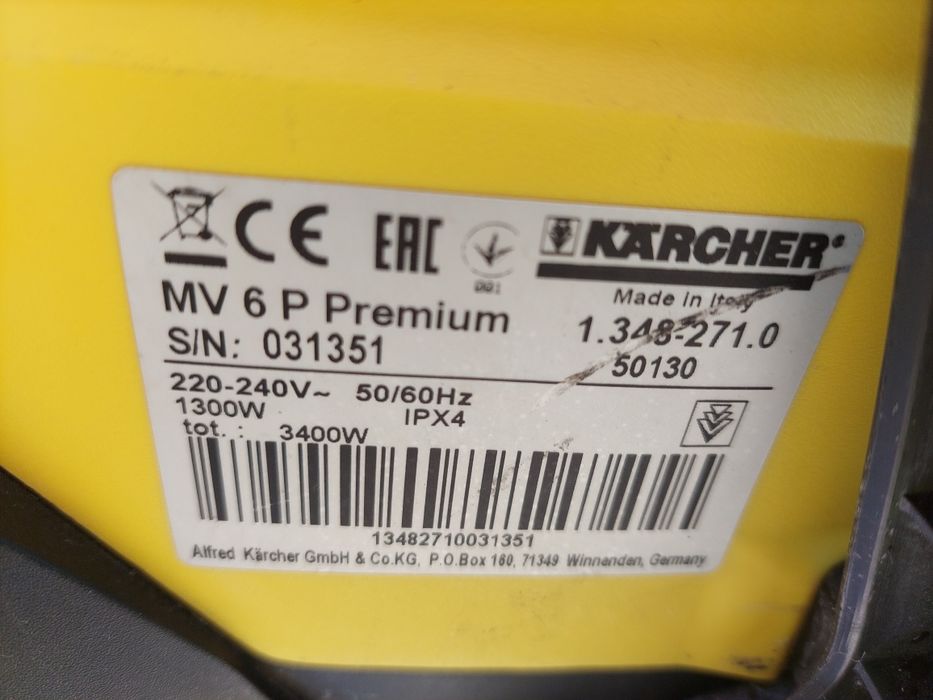 CE EAC KÄRCHER
001
Made in Italy
MV 6 P Premium
1.348-271.0
S/N: 031351
50130
220-240V~ 50/60Hz
1300W IPX4
tot. : 3400W
13482710031351
Alfred Kärcher GmbH & Co.KG, P.O.Box 160, 71349 Winnenden, Germany